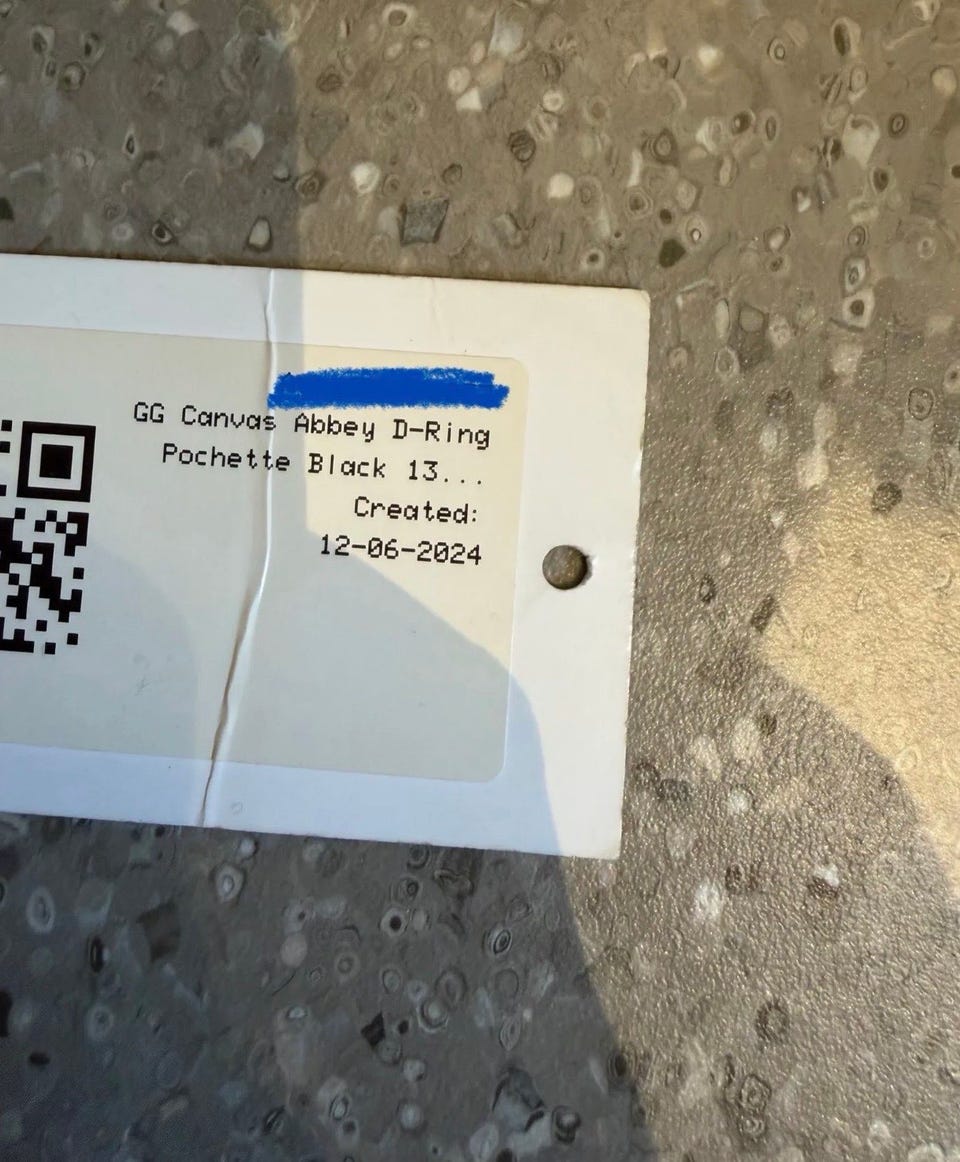 GG Canvas Abbey D-Ring
Pochette Black 13...
Created:
12-06-2024